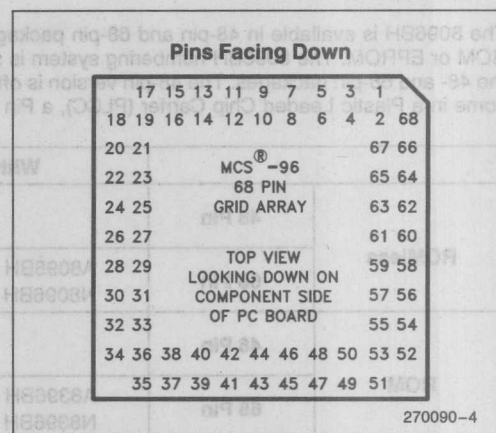 Pins Facing Down
17 15 13 11 9 7 5 3 1
18 19 16 14 12 10 8 6 4 2 68
20 21 67 66
MCS®-96
22 23 68 PIN 65 64
24 25 GRID ARRAY 63 62
26 27 61 60
28 29 TOP VIEW 59 58
LOOKING DOWN ON
30 31 COMPONENT SIDE 57 56
OF PC BOARD
32 33 55 54
34 36 38 40 42 44 46 48 50 53 52
35 37 39 41 43 45 47 49 51
270090-4